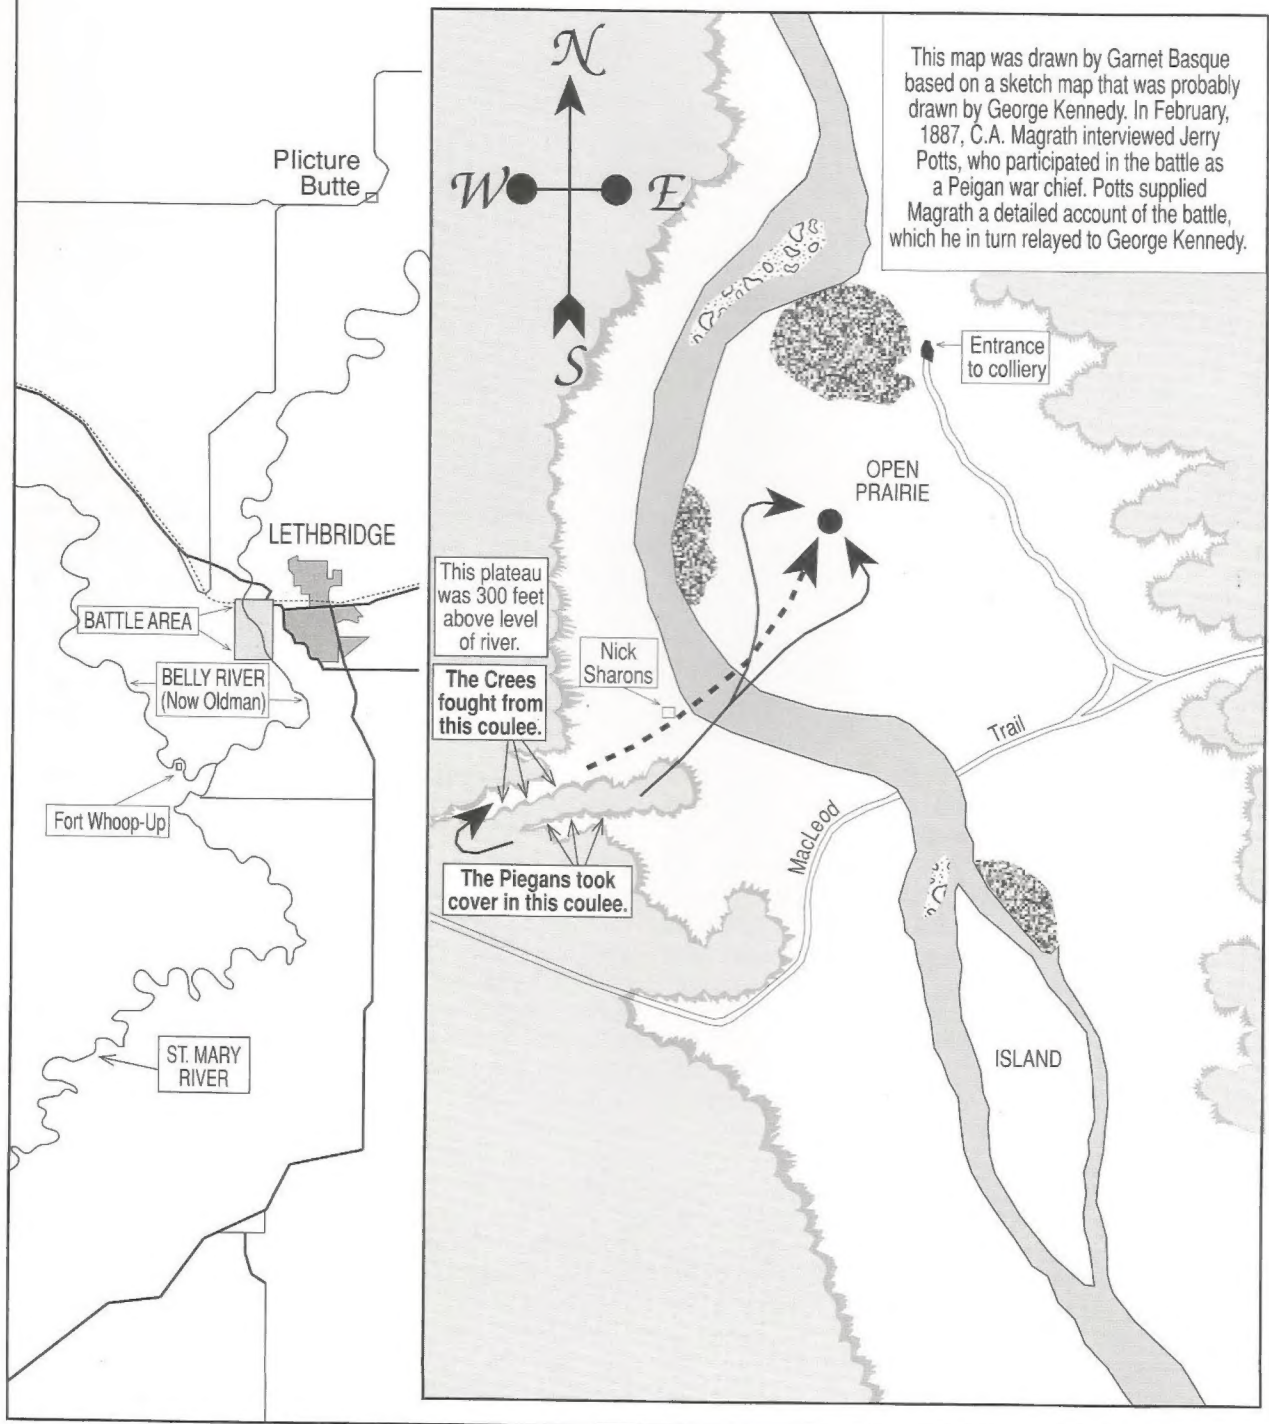 Plicture
Butte
LETHBRIDGE
BATTLE AREA
BELLY RIVER
(Now Oldman)
Fort Whoop-Up
ST. MARY
RIVER
N
W
E
S
This map was drawn by Garnet Basque
based on a sketch map that was probably
drawn by George Kennedy. In February,
1887, C.A. Magrath interviewed Jerry
Potts, who participated in the battle as
a Peigan war chief. Potts supplied
Magrath a detailed account of the battle,
which he in turn relayed to George Kennedy.
Entrance
to colliery
OPEN
PRAIRIE
This plateau
was 300 feet
above level
of river.
Nick
Sharons
The Crees
fought from
this coulee.
Trail
MacLeod
The Piegans took
cover in this coulee.
ISLAND